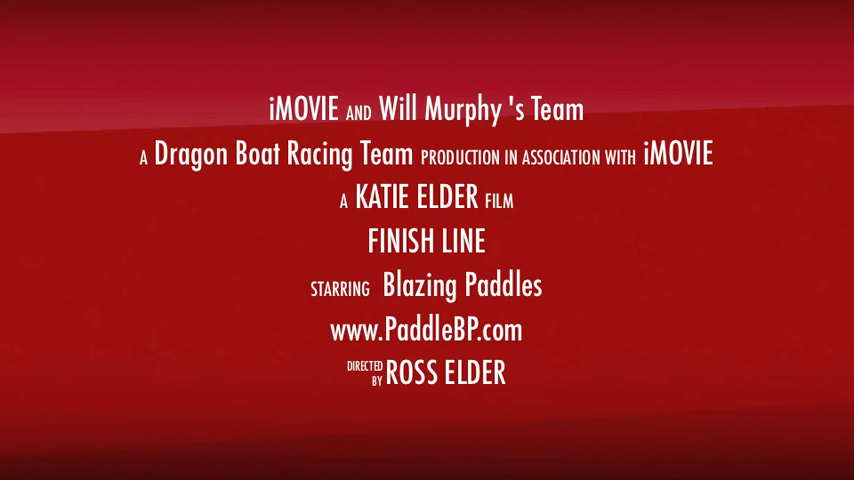 iMOVIE AND Will Murphy 's Team
A Dragon Boat Racing Team PRODUCTION IN ASSOCIATION WITH iMOVIE
A KATIE ELDER FILM
FINISH LINE
STARRING Blazing Paddles
www.PaddleBP.com
DIRECTED BY ROSS ELDER